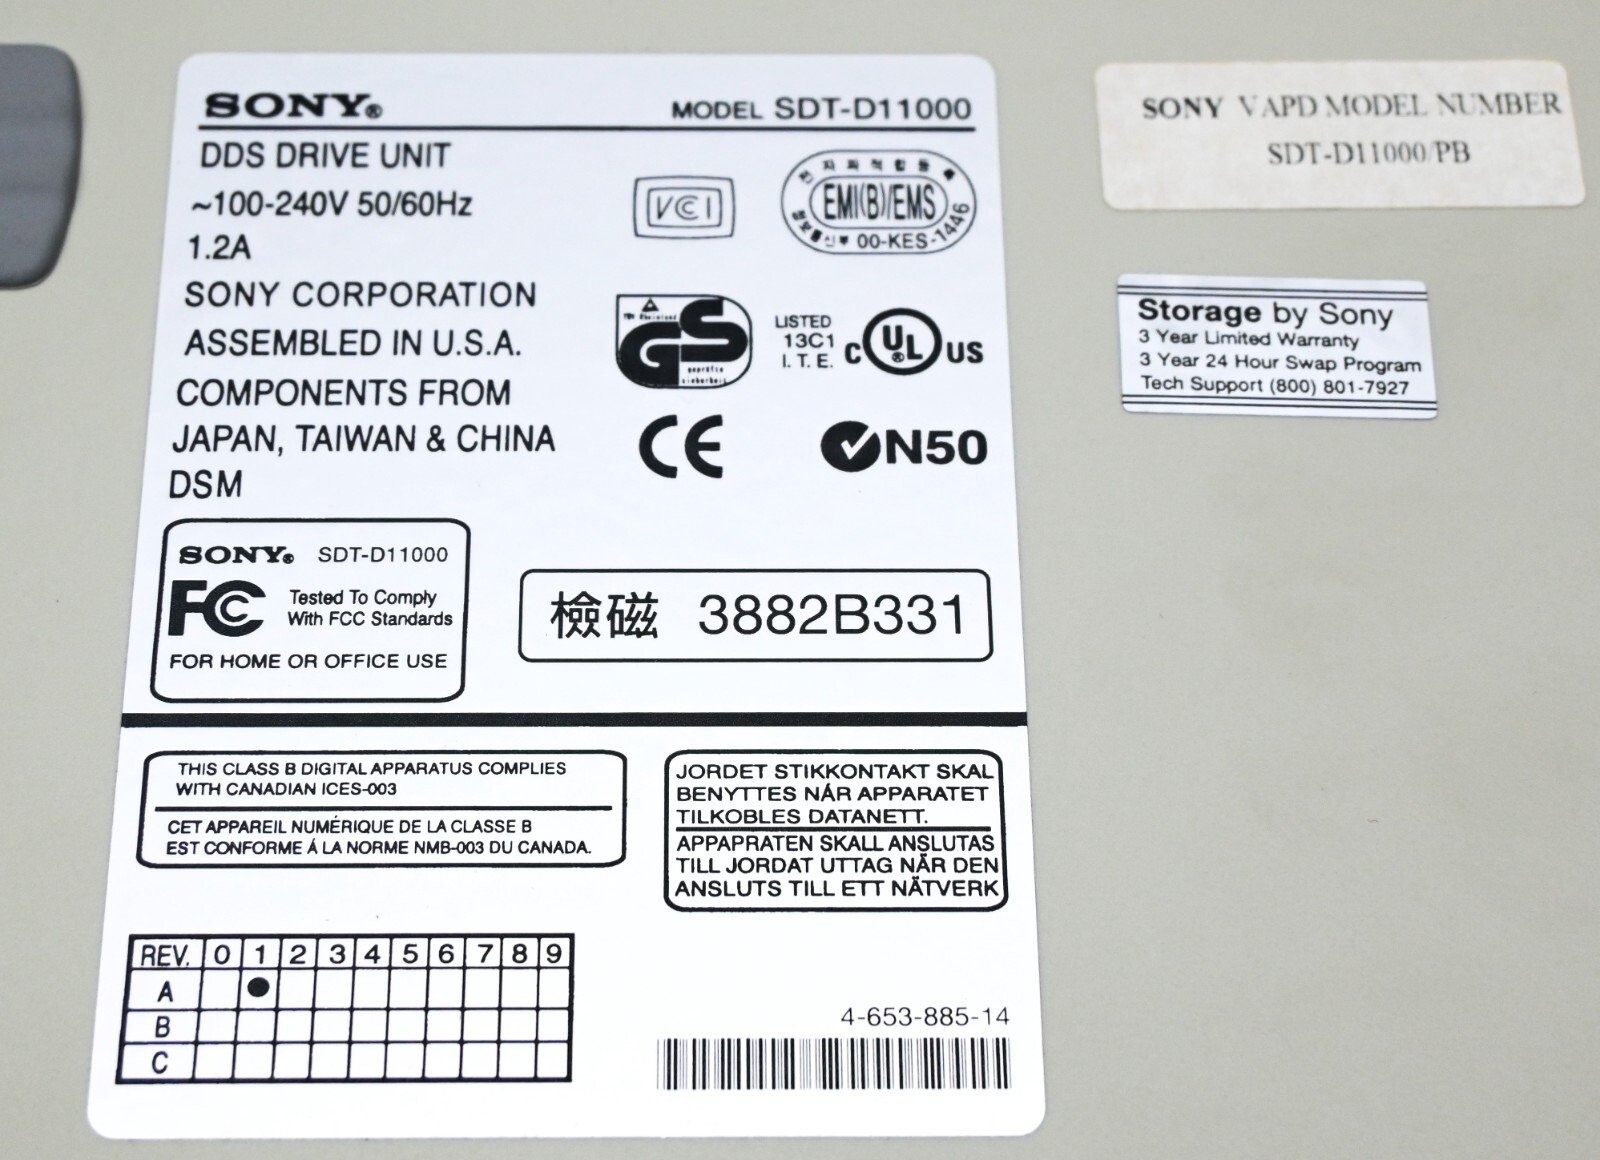 SONY® MODEL SDT-D11000
DDS DRIVE UNIT
~100-240V 50/60Hz
1.2A
SONY CORPORATION
ASSEMBLED IN U.S.A.
COMPONENTS FROM
JAPAN, TAIWAN & CHINA
DSM
VCCI
EMI(B)/EMS
00-KES-1446
GS
geprüfte
LISTED
13C1
I.T.E.
C UL® US
CE
N50
SONY® SDT-D11000
FC Tested To Comply
With FCC Standards
FOR HOME OR OFFICE USE
檢磁 3882B331
THIS CLASS B DIGITAL APPARATUS COMPLIES
WITH CANADIAN ICES-003
CET APPAREIL NUMÉRIQUE DE LA CLASSE B
EST CONFORME Á LA NORME NMB-003 DU CANADA.
JORDET STIKKONTAKT SKAL
BENYTTES NÁR APPARATET
TILKOBLES DATANETT.
APPAPRATEN SKALL ANSLUTAS
TILL JORDAT UTTAG NÄR DEN
ANSLUTS TILL ETT NÄTVERK
REV. 0 1 2 3 4 5 6 7 8 9
A
B
C
4-653-885-14
SONY VAPD MODEL NUMBER
SDT-D11000/PB
Storage by Sony
3 Year Limited Warranty
3 Year 24 Hour Swap Program
Tech Support (800) 801-7927